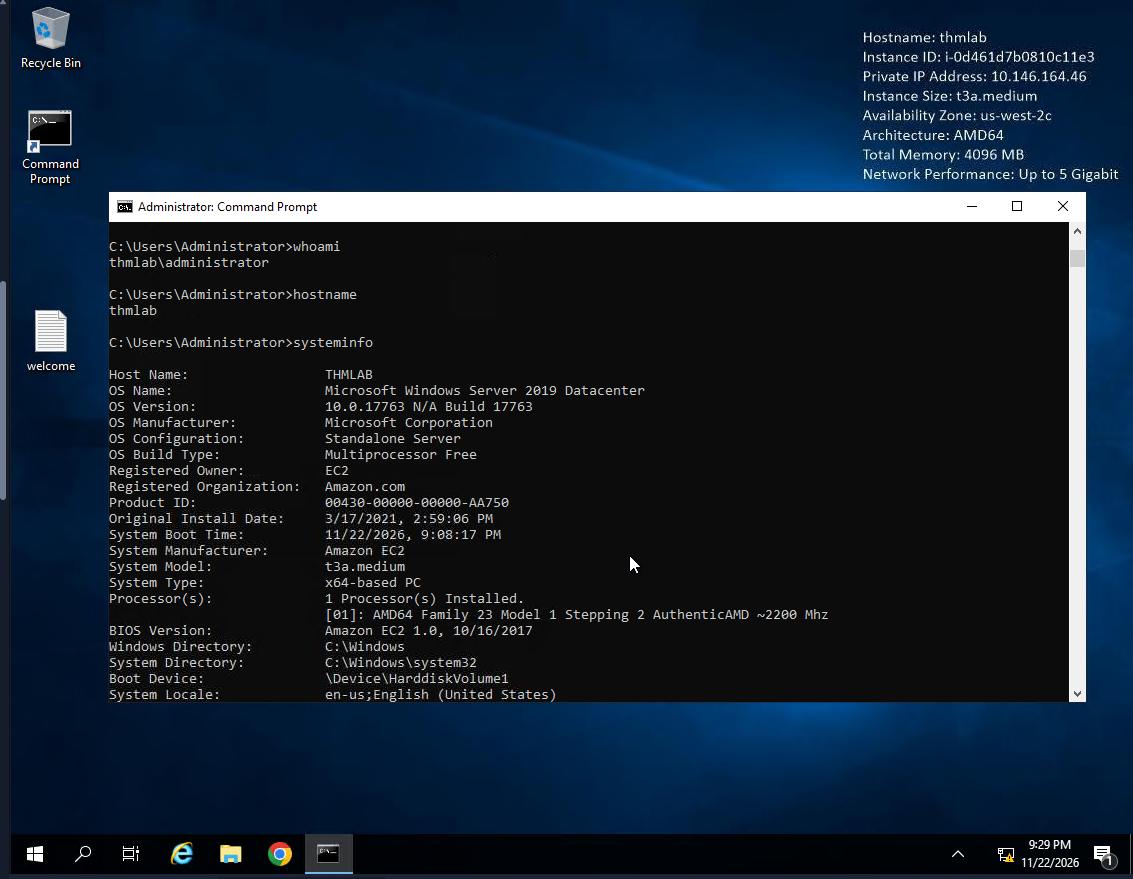 Recycle Bin
Command
Prompt
welcome
Hostname: thmlab
Instance ID: i-0d461d7b0810c11e3
Private IP Address: 10.146.164.46
Instance Size: t3a.medium
Availability Zone: us-west-2c
Architecture: AMD64
Total Memory: 4096 MB
Network Performance: Up to 5 Gigabit
Administrator: Command Prompt
C:\Users\Administrator>whoami
thmlab\administrator
C:\Users\Administrator>hostname
thmlab
C:\Users\Administrator>systeminfo
Host Name: THMLAB
OS Name: Microsoft Windows Server 2019 Datacenter
OS Version: 10.0.17763 N/A Build 17763
OS Manufacturer: Microsoft Corporation
OS Configuration: Standalone Server
OS Build Type: Multiprocessor Free
Registered Owner: EC2
Registered Organization: Amazon.com
Product ID: 00430-00000-00000-AA750
Original Install Date: 3/17/2021, 2:59:06 PM
System Boot Time: 11/22/2026, 9:08:17 PM
System Manufacturer: Amazon EC2
System Model: t3a.medium
System Type: x64-based PC
Processor(s): 1 Processor(s) Installed.
[01]: AMD64 Family 23 Model 1 Stepping 2 AuthenticAMD ~2200 Mhz
BIOS Version: Amazon EC2 1.0, 10/16/2017
Windows Directory: C:\Windows
System Directory: C:\Windows\system32
Boot Device: \Device\HarddiskVolume1
System Locale: en-us;English (United States)
9:29 PM
11/22/2026
1